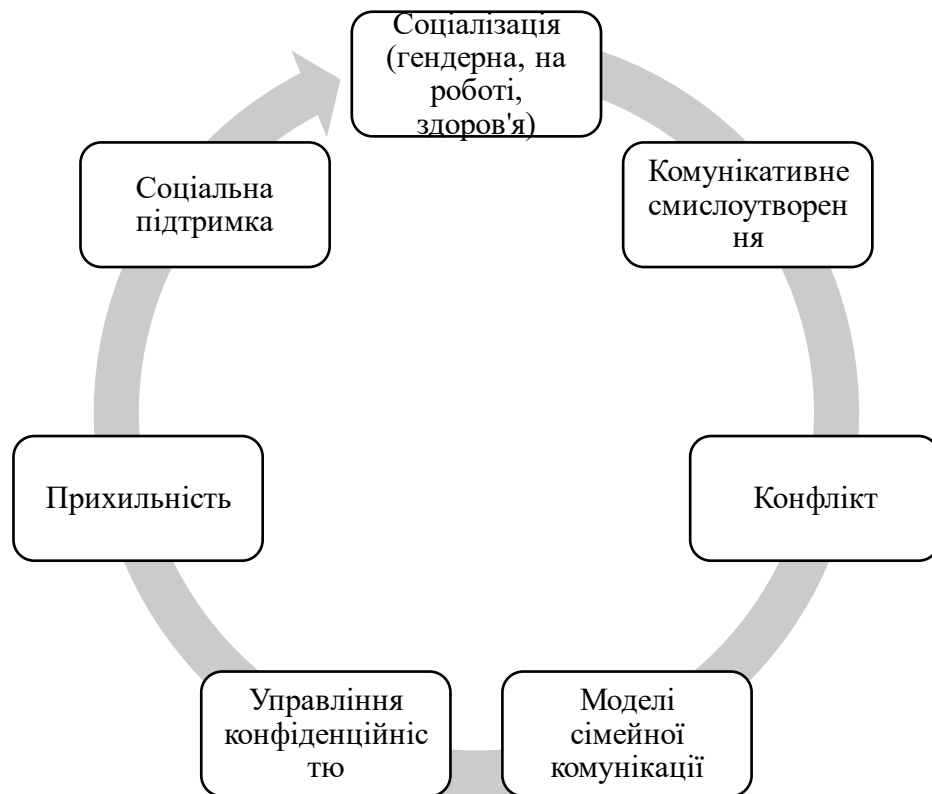 Соціалізація
(гендерна, на
роботі,
здоров'я)
Комунікативне
смислоутворен
ня
Конфлікт
Моделі
сімейної
комунікації
Управління
конфіденційніс
тю
Прихильність
Соціальна
підтримка